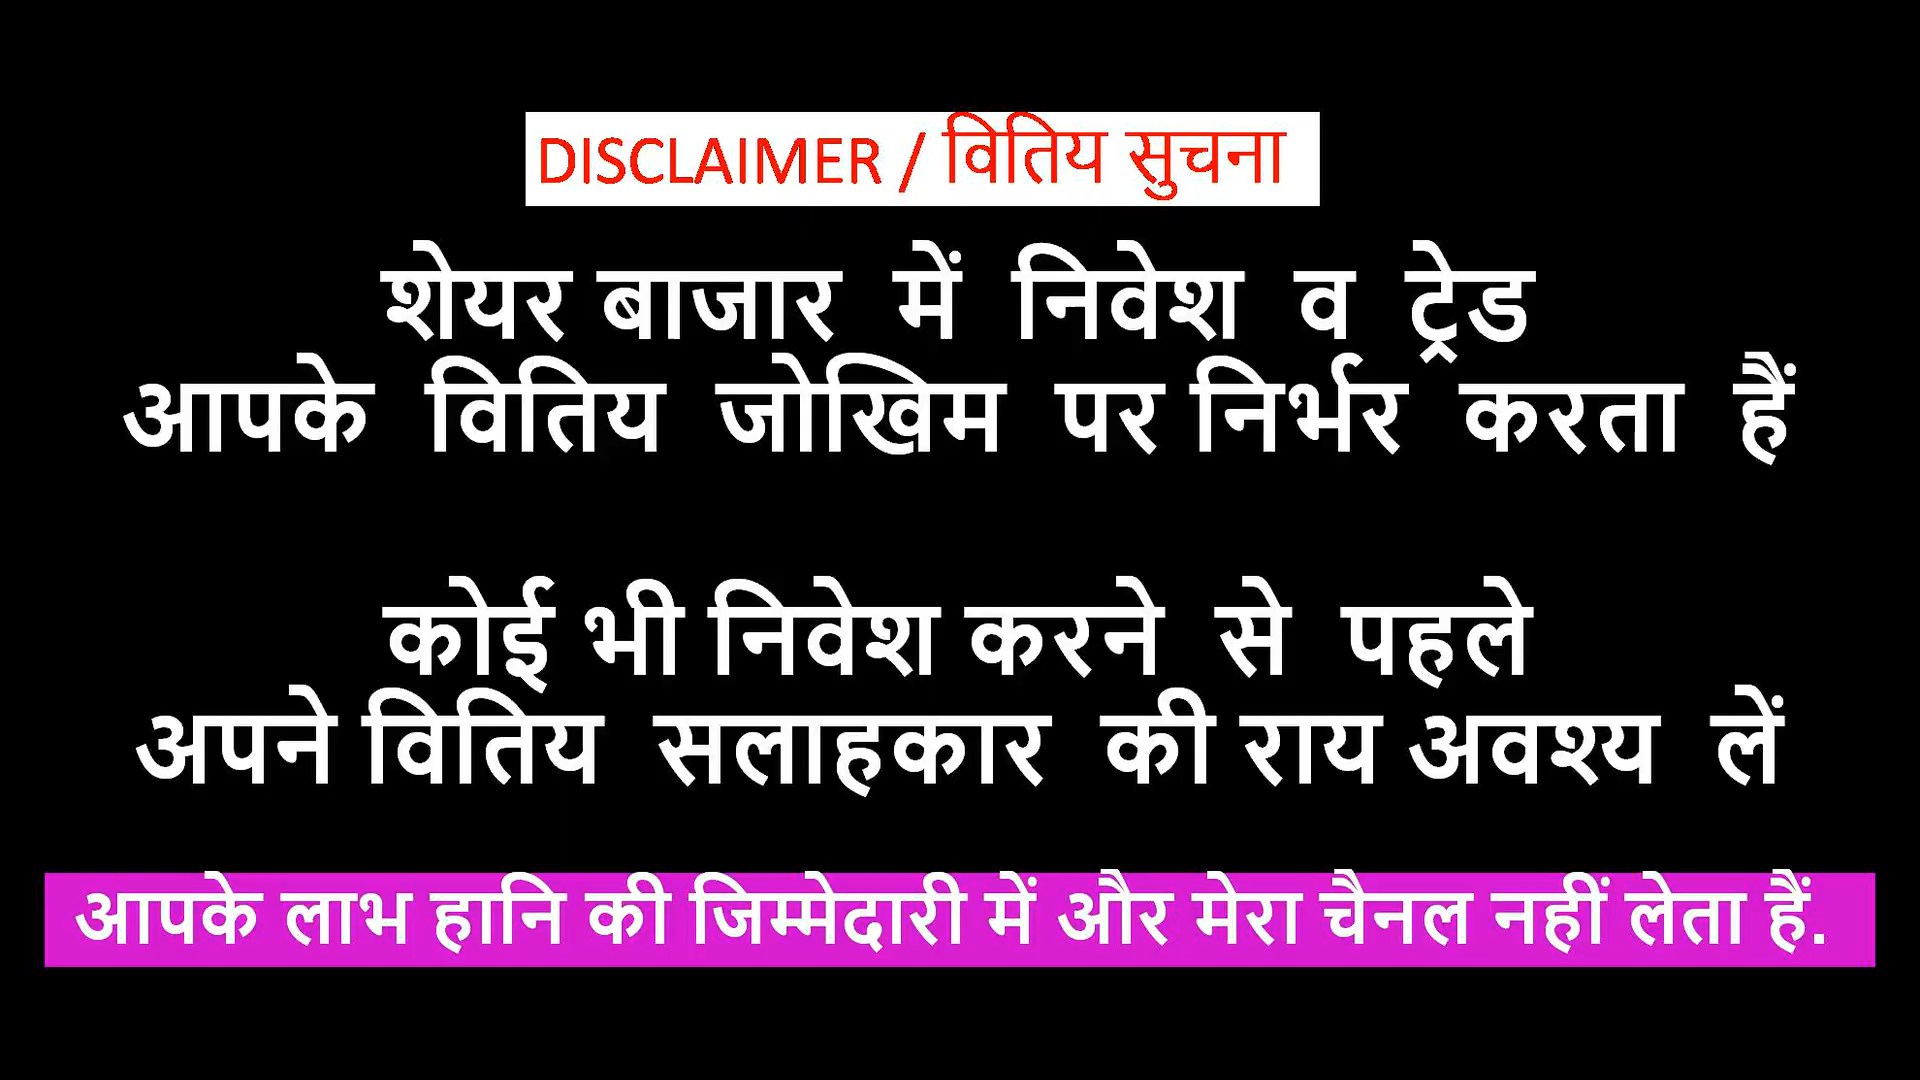 DISCLAIMER / वितिय सुचना
शेयर बाजार में निवेश व ट्रेड
आपके वितिय जोखिम पर निर्भर करता हैं
कोई भी निवेश करने से पहले
अपने वितिय सलाहकार की राय अवश्य लें
आपके लाभ हानि की जिम्मेदारी में और मेरा चैनल नहीं लेता हैं.